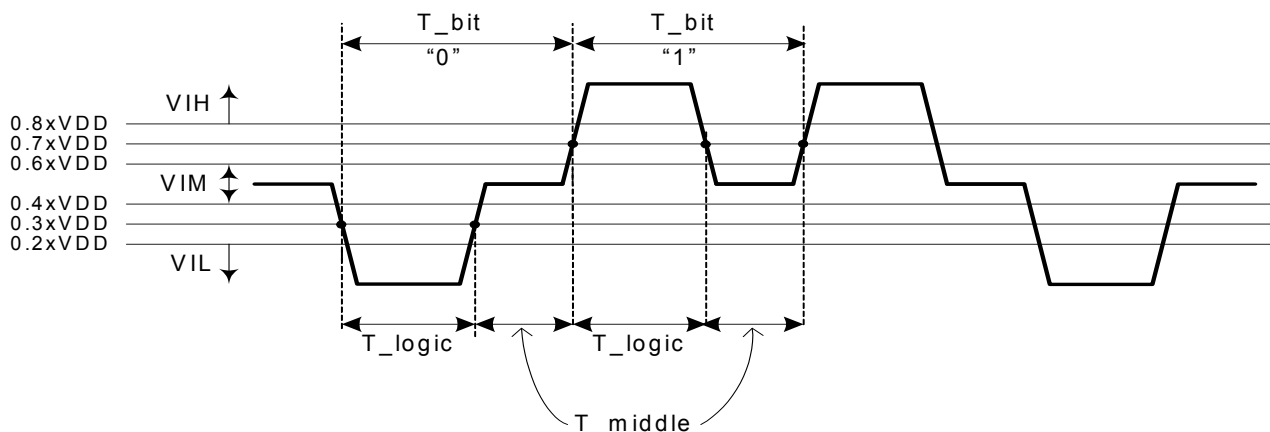 T_bit
T_bit
“0”
“1”
VIH
0.8xVDD
0.7xVDD
0.6xVDD
VIM
0.4xVDD
0.3xVDD
0.2xVDD
VIL
T_logic
T_logic
T middle